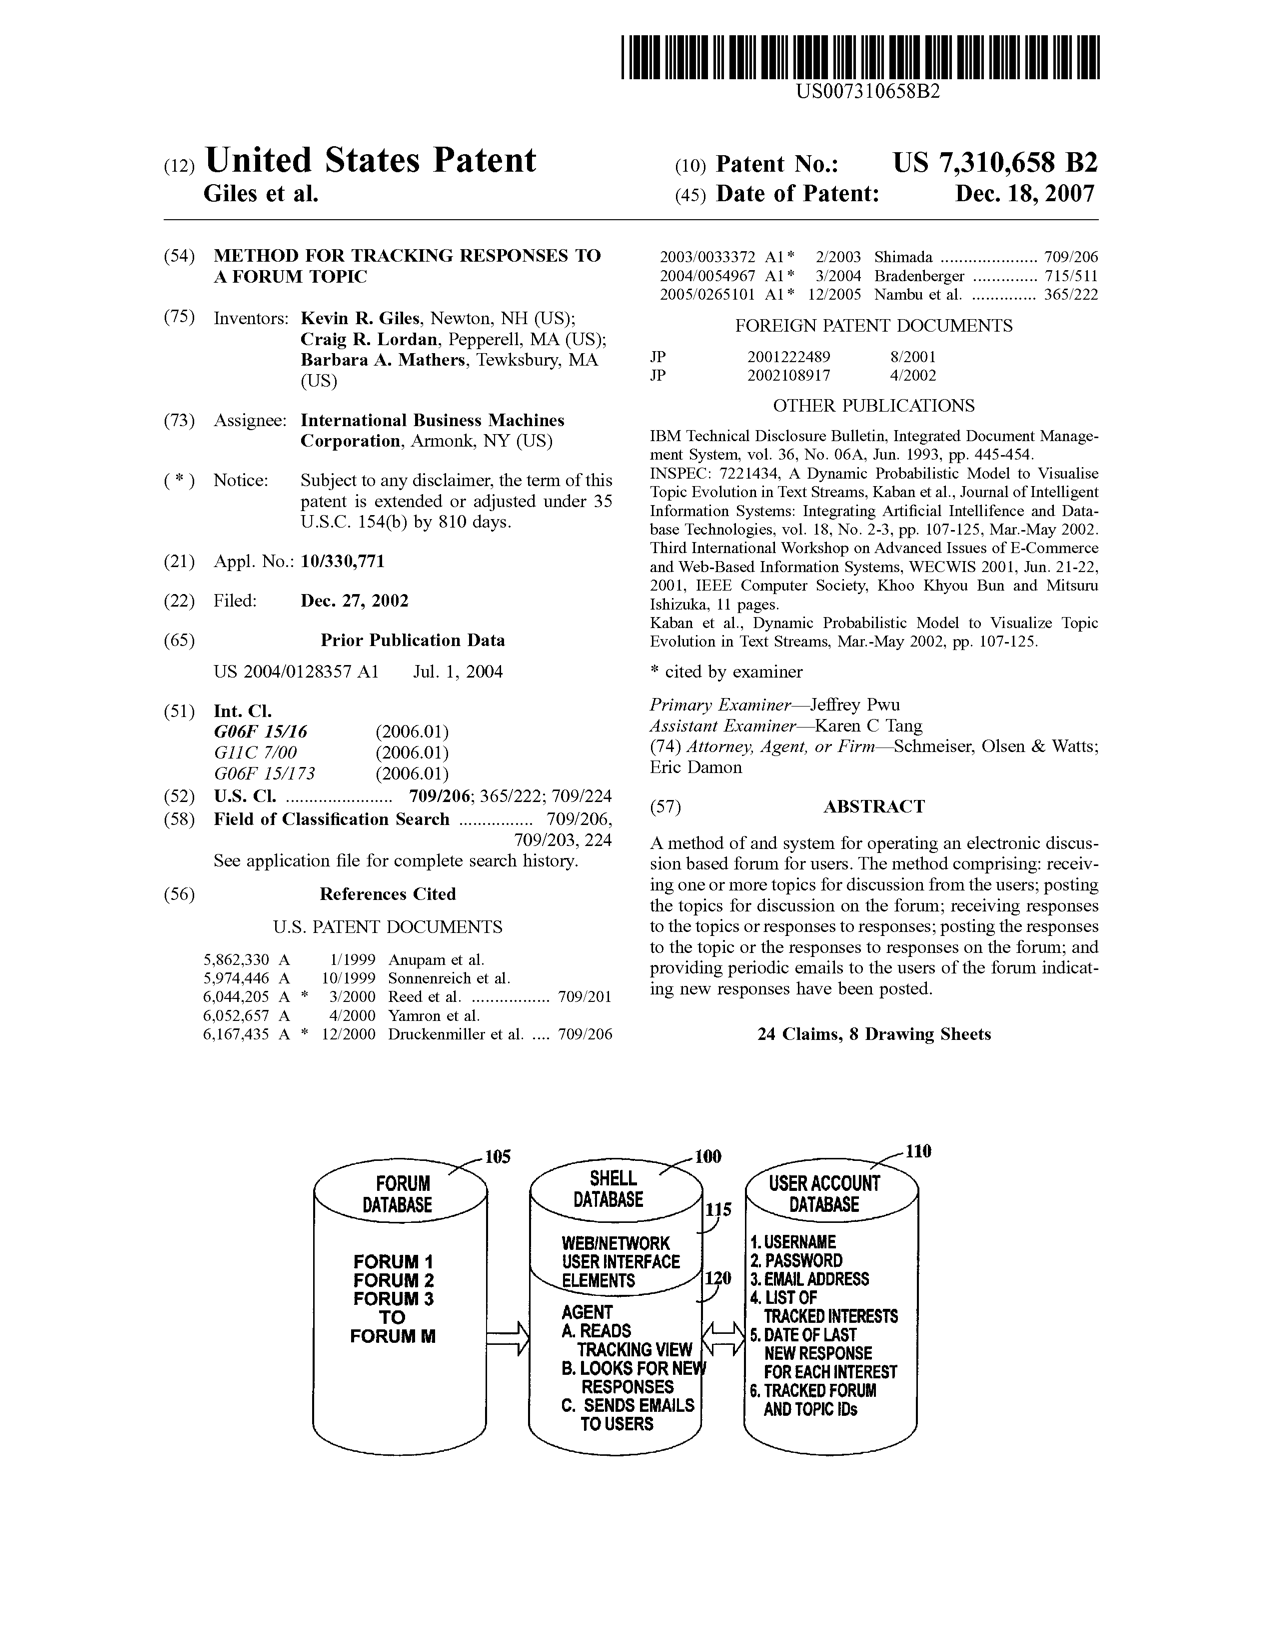 US007310658B2
(12) United States Patent
Giles et al.
(10) Patent No.: US 7,310,658 B2
(45) Date of Patent: Dec. 18, 2007
(54) METHOD FOR TRACKING RESPONSES TO
A FORUM TOPIC
(75) Inventors: Kevin R. Giles, Newton, NH (US);
Craig R. Lordan, Pepperell, MA (US);
Barbara A. Mathers, Tewksbury, MA
(US)
(73) Assignee: International Business Machines
Corporation, Armonk, NY (US)
( * ) Notice: Subject to any disclaimer, the term of this
patent is extended or adjusted under 35
U.S.C. 154(b) by 810 days.
(21) Appl. No.: 10/330,771
(22) Filed: Dec. 27, 2002
(65) Prior Publication Data
US 2004/0128357 A1 Jul. 1, 2004
(51) Int. Cl.
G06F 15/16 (2006.01)
G11C 7/00 (2006.01)
G06F 15/173 (2006.01)
(52) U.S. Cl. ....................... 709/206; 365/222; 709/224
(58) Field of Classification Search ................ 709/206,
709/203, 224
See application file for complete search history.
(56) References Cited
U.S. PATENT DOCUMENTS
5,862,330 A 1/1999 Anupam et al.
5,974,446 A 10/1999 Sonnenreich et al.
6,044,205 A * 3/2000 Reed et al. ................. 709/201
6,052,657 A 4/2000 Yamron et al.
6,167,435 A * 12/2000 Druckenmiller et al. .... 709/206
2003/0033372 A1* 2/2003 Shimada ..................... 709/206
2004/0054967 A1* 3/2004 Bradenberger .............. 715/511
2005/0265101 A1* 12/2005 Nambu et al. .............. 365/222
FOREIGN PATENT DOCUMENTS
JP 2001222489 8/2001
JP 2002108917 4/2002
OTHER PUBLICATIONS
IBM Technical Disclosure Bulletin, Integrated Document Manage-
ment System, vol. 36, No. 06A, Jun. 1993, pp. 445-454.
INSPEC: 7221434, A Dynamic Probabilistic Model to Visualise
Topic Evolution in Text Streams, Kaban et al., Journal of Intelligent
Information Systems: Integrating Artificial Intellifence and Data-
base Technologies, vol. 18, No. 2-3, pp. 107-125, Mar.-May 2002.
Third International Workshop on Advanced Issues of E-Commerce
and Web-Based Information Systems, WECWIS 2001, Jun. 21-22,
2001, IEEE Computer Society, Khoo Khyou Bun and Mitsuru
Ishizuka, 11 pages.
Kaban et al., Dynamic Probabilistic Model to Visualize Topic
Evolution in Text Streams, Mar.-May 2002, pp. 107-125.
* cited by examiner
Primary Examiner—Jeffrey Pwu
Assistant Examiner—Karen C Tang
(74) Attorney, Agent, or Firm—Schmeiser, Olsen & Watts;
Eric Damon
(57) ABSTRACT
A method of and system for operating an electronic discus-
sion based forum for users. The method comprising: receiv-
ing one or more topics for discussion from the users; posting
the topics for discussion on the forum; receiving responses
to the topics or responses to responses; posting the responses
to the topic or the responses to responses on the forum; and
providing periodic emails to the users of the forum indicat-
ing new responses have been posted.
24 Claims, 8 Drawing Sheets
105
FORUM
DATABASE
FORUM 1
FORUM 2
FORUM 3
TO
FORUM M
100
SHELL
DATABASE
115
WEB/NETWORK
USER INTERFACE
ELEMENTS
120
AGENT
A. READS
TRACKING VIEW
B. LOOKS FOR NEW
RESPONSES
C. SENDS EMAILS
TO USERS
110
USER ACCOUNT
DATABASE
1. USERNAME
2. PASSWORD
3. EMAIL ADDRESS
4. LIST OF
TRACKED INTERESTS
5. DATE OF LAST
NEW RESPONSE
FOR EACH INTEREST
6. TRACKED FORUM
AND TOPIC IDs